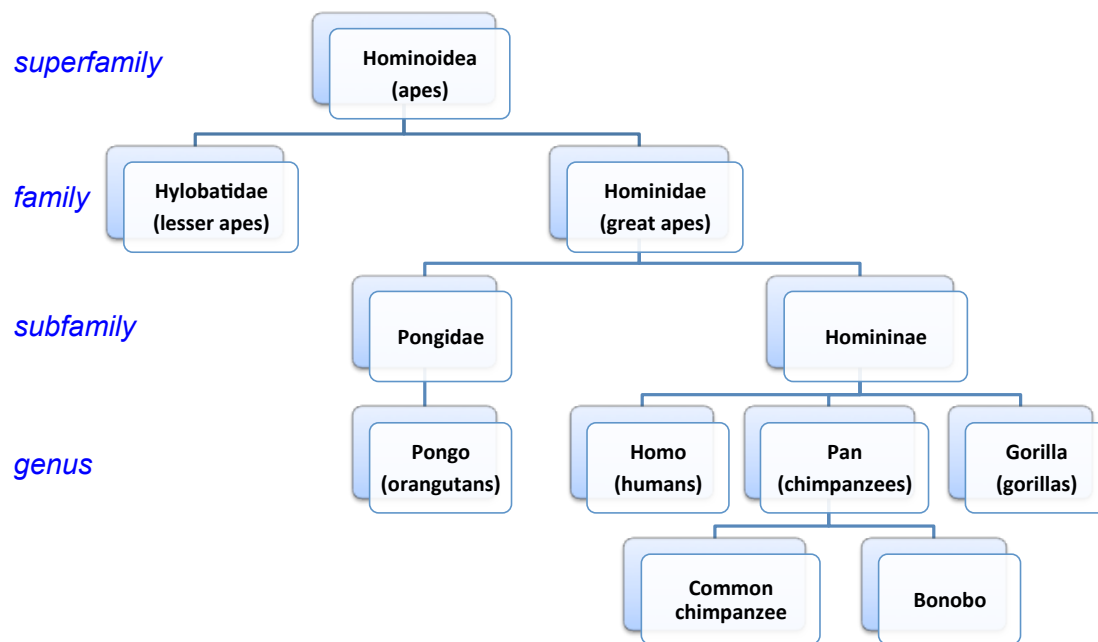 superfamily
Hominoidea
(apes)
family
Hylobatidae
(lesser apes)
Hominidae
(great apes)
subfamily
Pongidae
Homininae
genus
Pongo
(orangutans)
Homo
(humans)
Pan
(chimpanzees)
Gorilla
(gorillas)
Common
chimpanzee
Bonobo